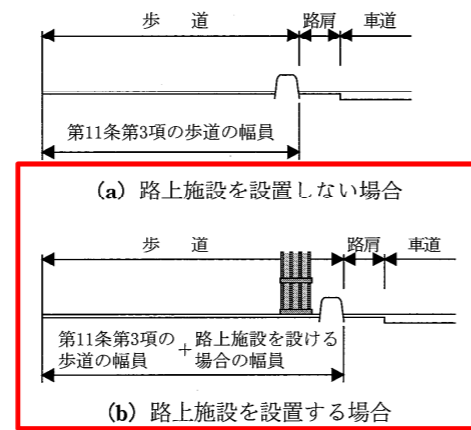 歩　道 路肩 車道
第11条第3項の歩道の幅員
(a) 路上施設を設置しない場合
歩　道 路肩 車道
第11条第3項の
歩道の幅員
+
路上施設を設ける
場合の幅員
(b) 路上施設を設置する場合